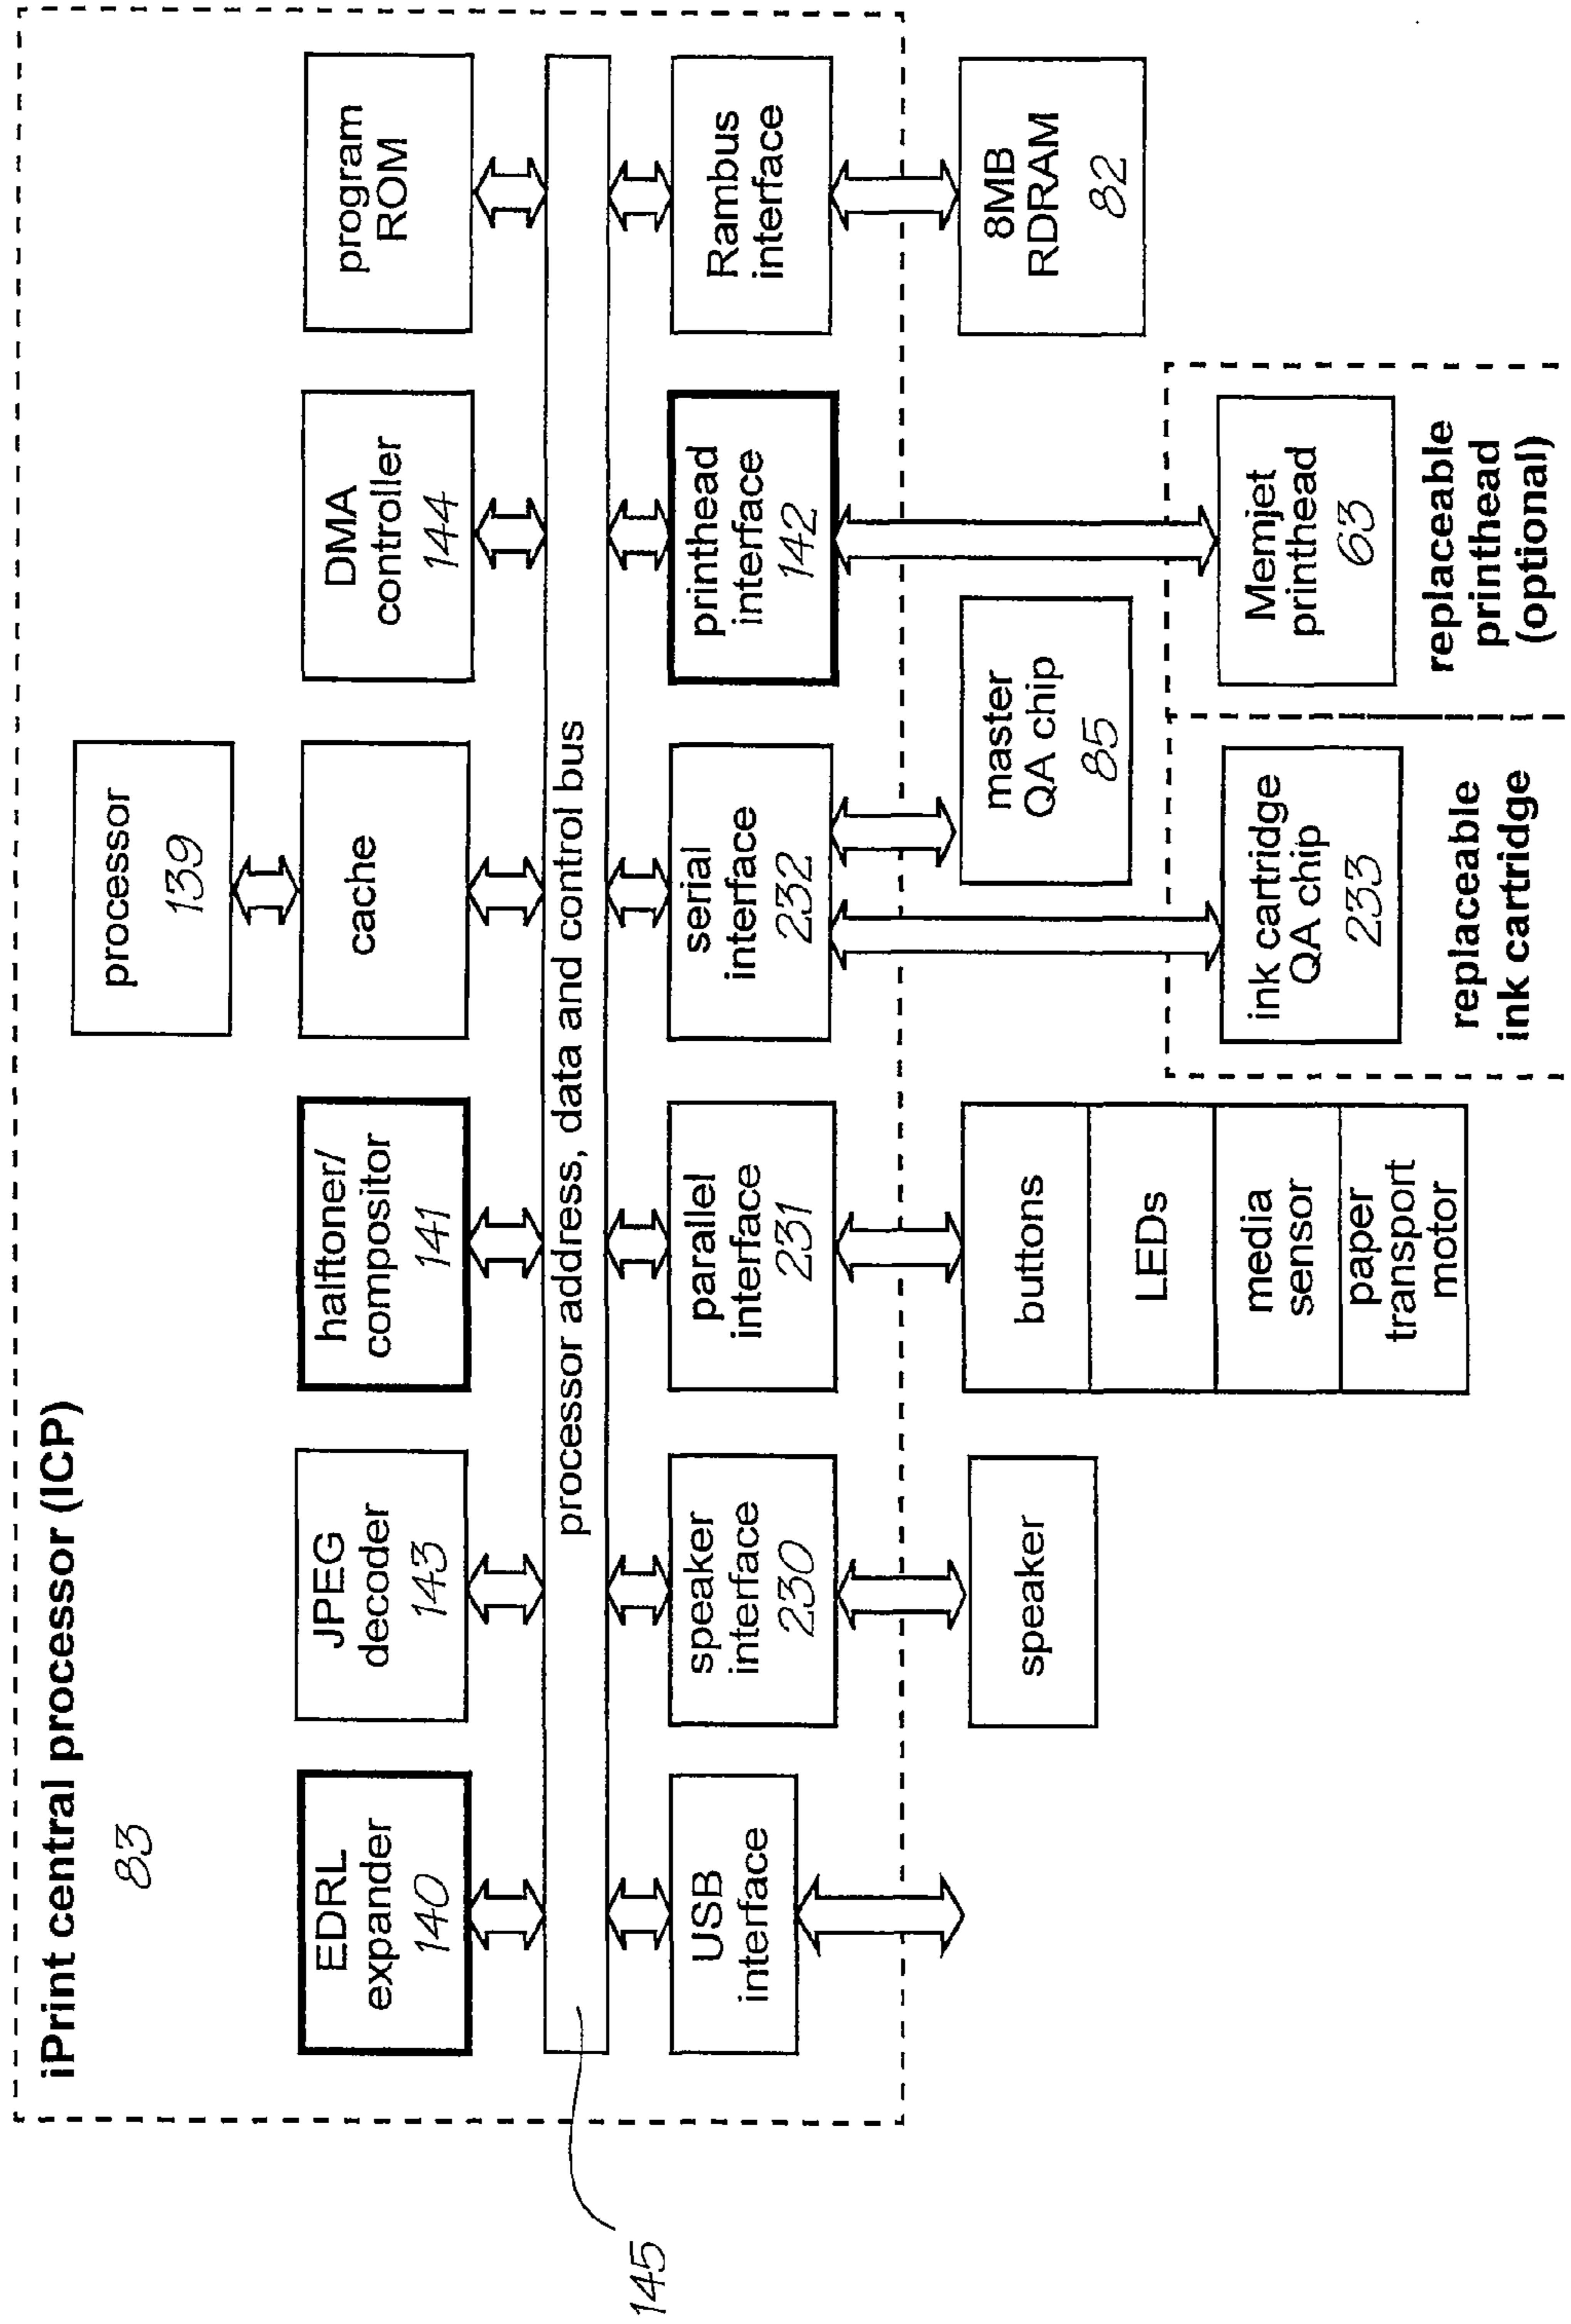 iPrint central processor (ICP)
83
processor
139
EDRL
expander
140
JPEG
decoder
143
halftoner/
compositor
141
cache
DMA
controller
144
program
ROM
processor address, data and control bus
145
USB
interface
speaker
interface
230
parallel
interface
231
serial
interface
232
printhead
interface
142
Rambus
interface
speaker
buttons
LEDs
media
sensor
paper
transport
motor
master
QA chip
85
8MB
RDRAM
82
ink cartridge
QA chip
233
replaceable
ink cartridge
Memjet
printhead
63
replaceable
printhead
(optional)